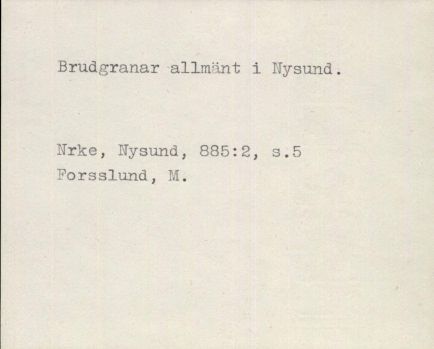 Brudgranar allmänt i Nysund.
Nrke, Nysund, 885:2, s.5
Forsslund, M.